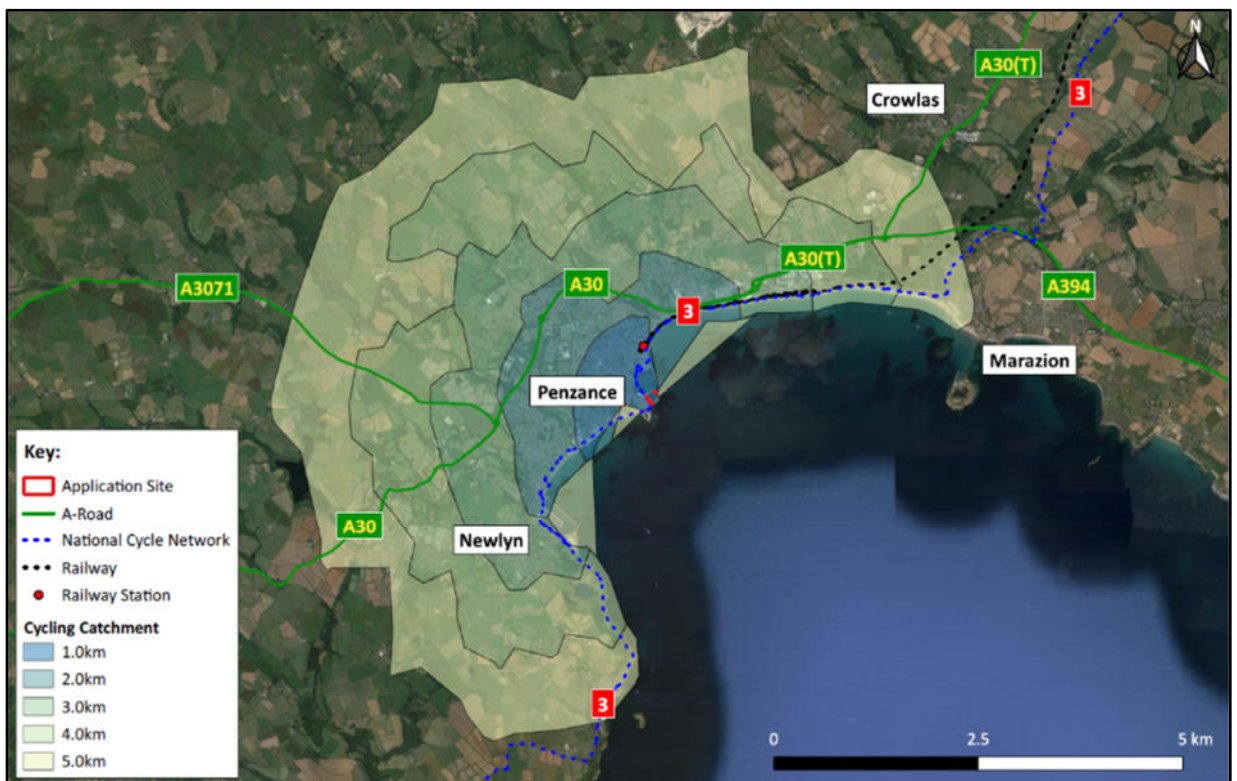 N
A30(T)
Crowlas
3
A30(T)
A3071
A30
3
A394
Marazion
Penzance
A30
Newlyn
3
Key:
Application Site
A-Road
National Cycle Network
Railway
Railway Station
Cycling Catchment
1.0km
2.0km
3.0km
4.0km
5.0km
0 2.5 5 km